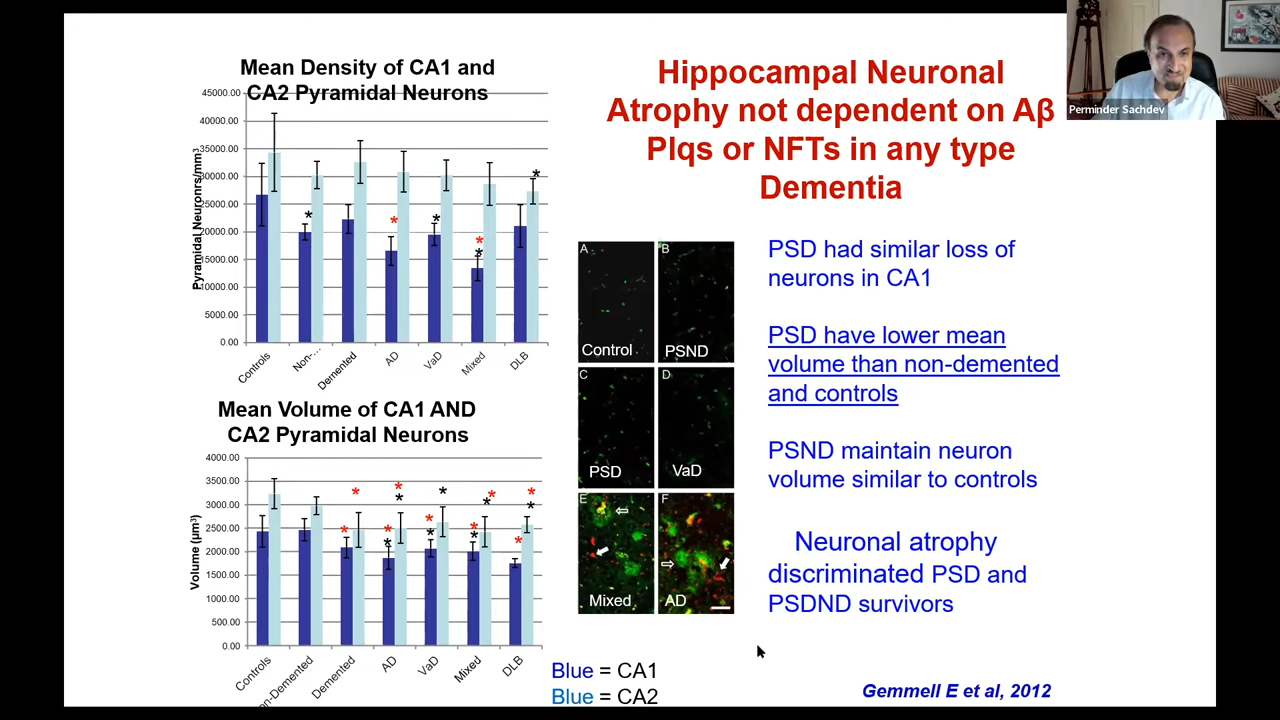 Mean Density of CA1 and
CA2 Pyramidal Neurons
Pyramidal Neuronrs/mm3
45000.00
40000.00
35000.00
30000.00
25000.00
20000.00
15000.00
10000.00
5000.00
0.00
Controls
Non-...
Demented
AD
VaD
Mixed
DLB
Mean Volume of CA1 AND
CA2 Pyramidal Neurons
Volume (µm³)
4000.00
3500.00
3000.00
2500.00
2000.00
1500.00
1000.00
500.00
0.00
Controls
on-Demented
Demented
AD
VaD
Mixed
DLB
Blue = CA1
Blue = CA2
Hippocampal Neuronal
Atrophy not dependent on Aβ
Plqs or NFTs in any type
Dementia
A
Control
B
PSND
C
PSD
D
VaD
E
Mixed
F
AD
PSD had similar loss of
neurons in CA1
PSD have lower mean
volume than non-demented
and controls
PSND maintain neuron
volume similar to controls
Neuronal atrophy
discriminated PSD and
PSDND survivors
Gemmell E et al, 2012
Perminder Sachdev